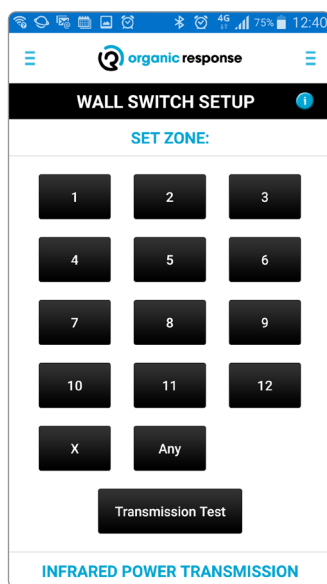 4G 75% 12:40
organic response
WALL SWITCH SETUP i
SET ZONE:
1 2 3
4 5 6
7 8 9
10 11 12
X Any
Transmission Test
INFRARED POWER TRANSMISSION